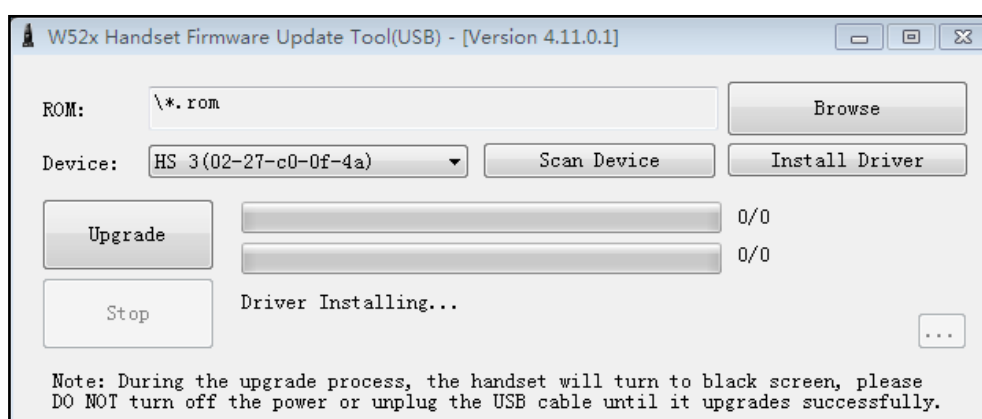 W52x Handset Firmware Update Tool(USB) - [Version 4.11.0.1]
ROM: \*.rom Browse
Device: HS 3(02-27-c0-0f-4a) Scan Device Install Driver
Upgrade 0/0
0/0
Stop Driver Installing...
...
Note: During the upgrade process, the handset will turn to black screen, please
DO NOT turn off the power or unplug the USB cable until it upgrades successfully.